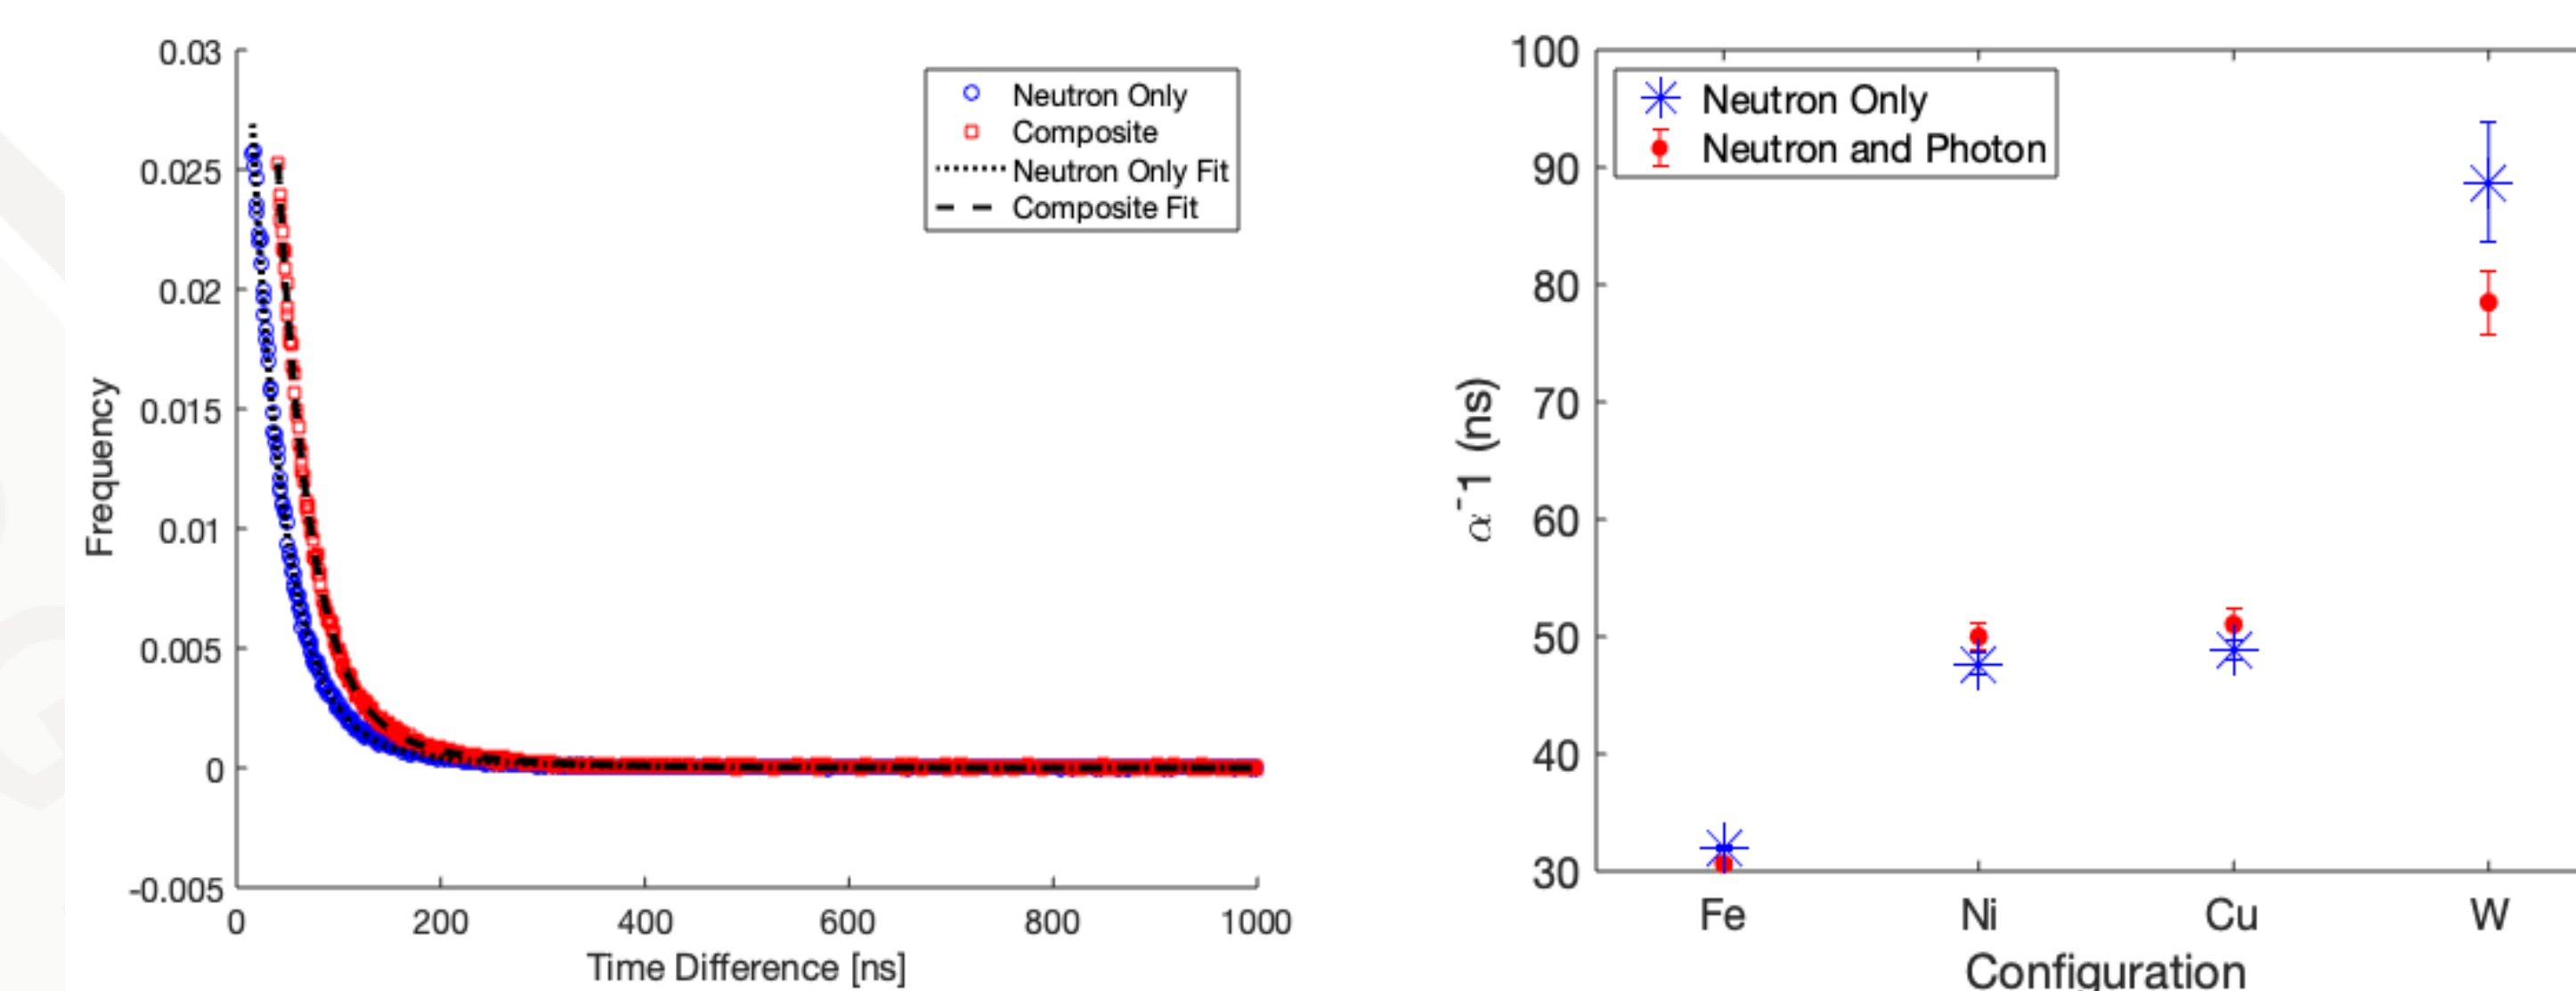 0.03
0.025
0.02
0.015
0.01
0.005
0
-0.005
Frequency
Neutron Only
Composite
Neutron Only Fit
Composite Fit
0 200 400 600 800 1000
Time Difference [ns]
100
90
80
70
60
50
40
30
α⁻1 (ns)
Neutron Only
Neutron and Photon
Fe Ni Cu W
Configuration